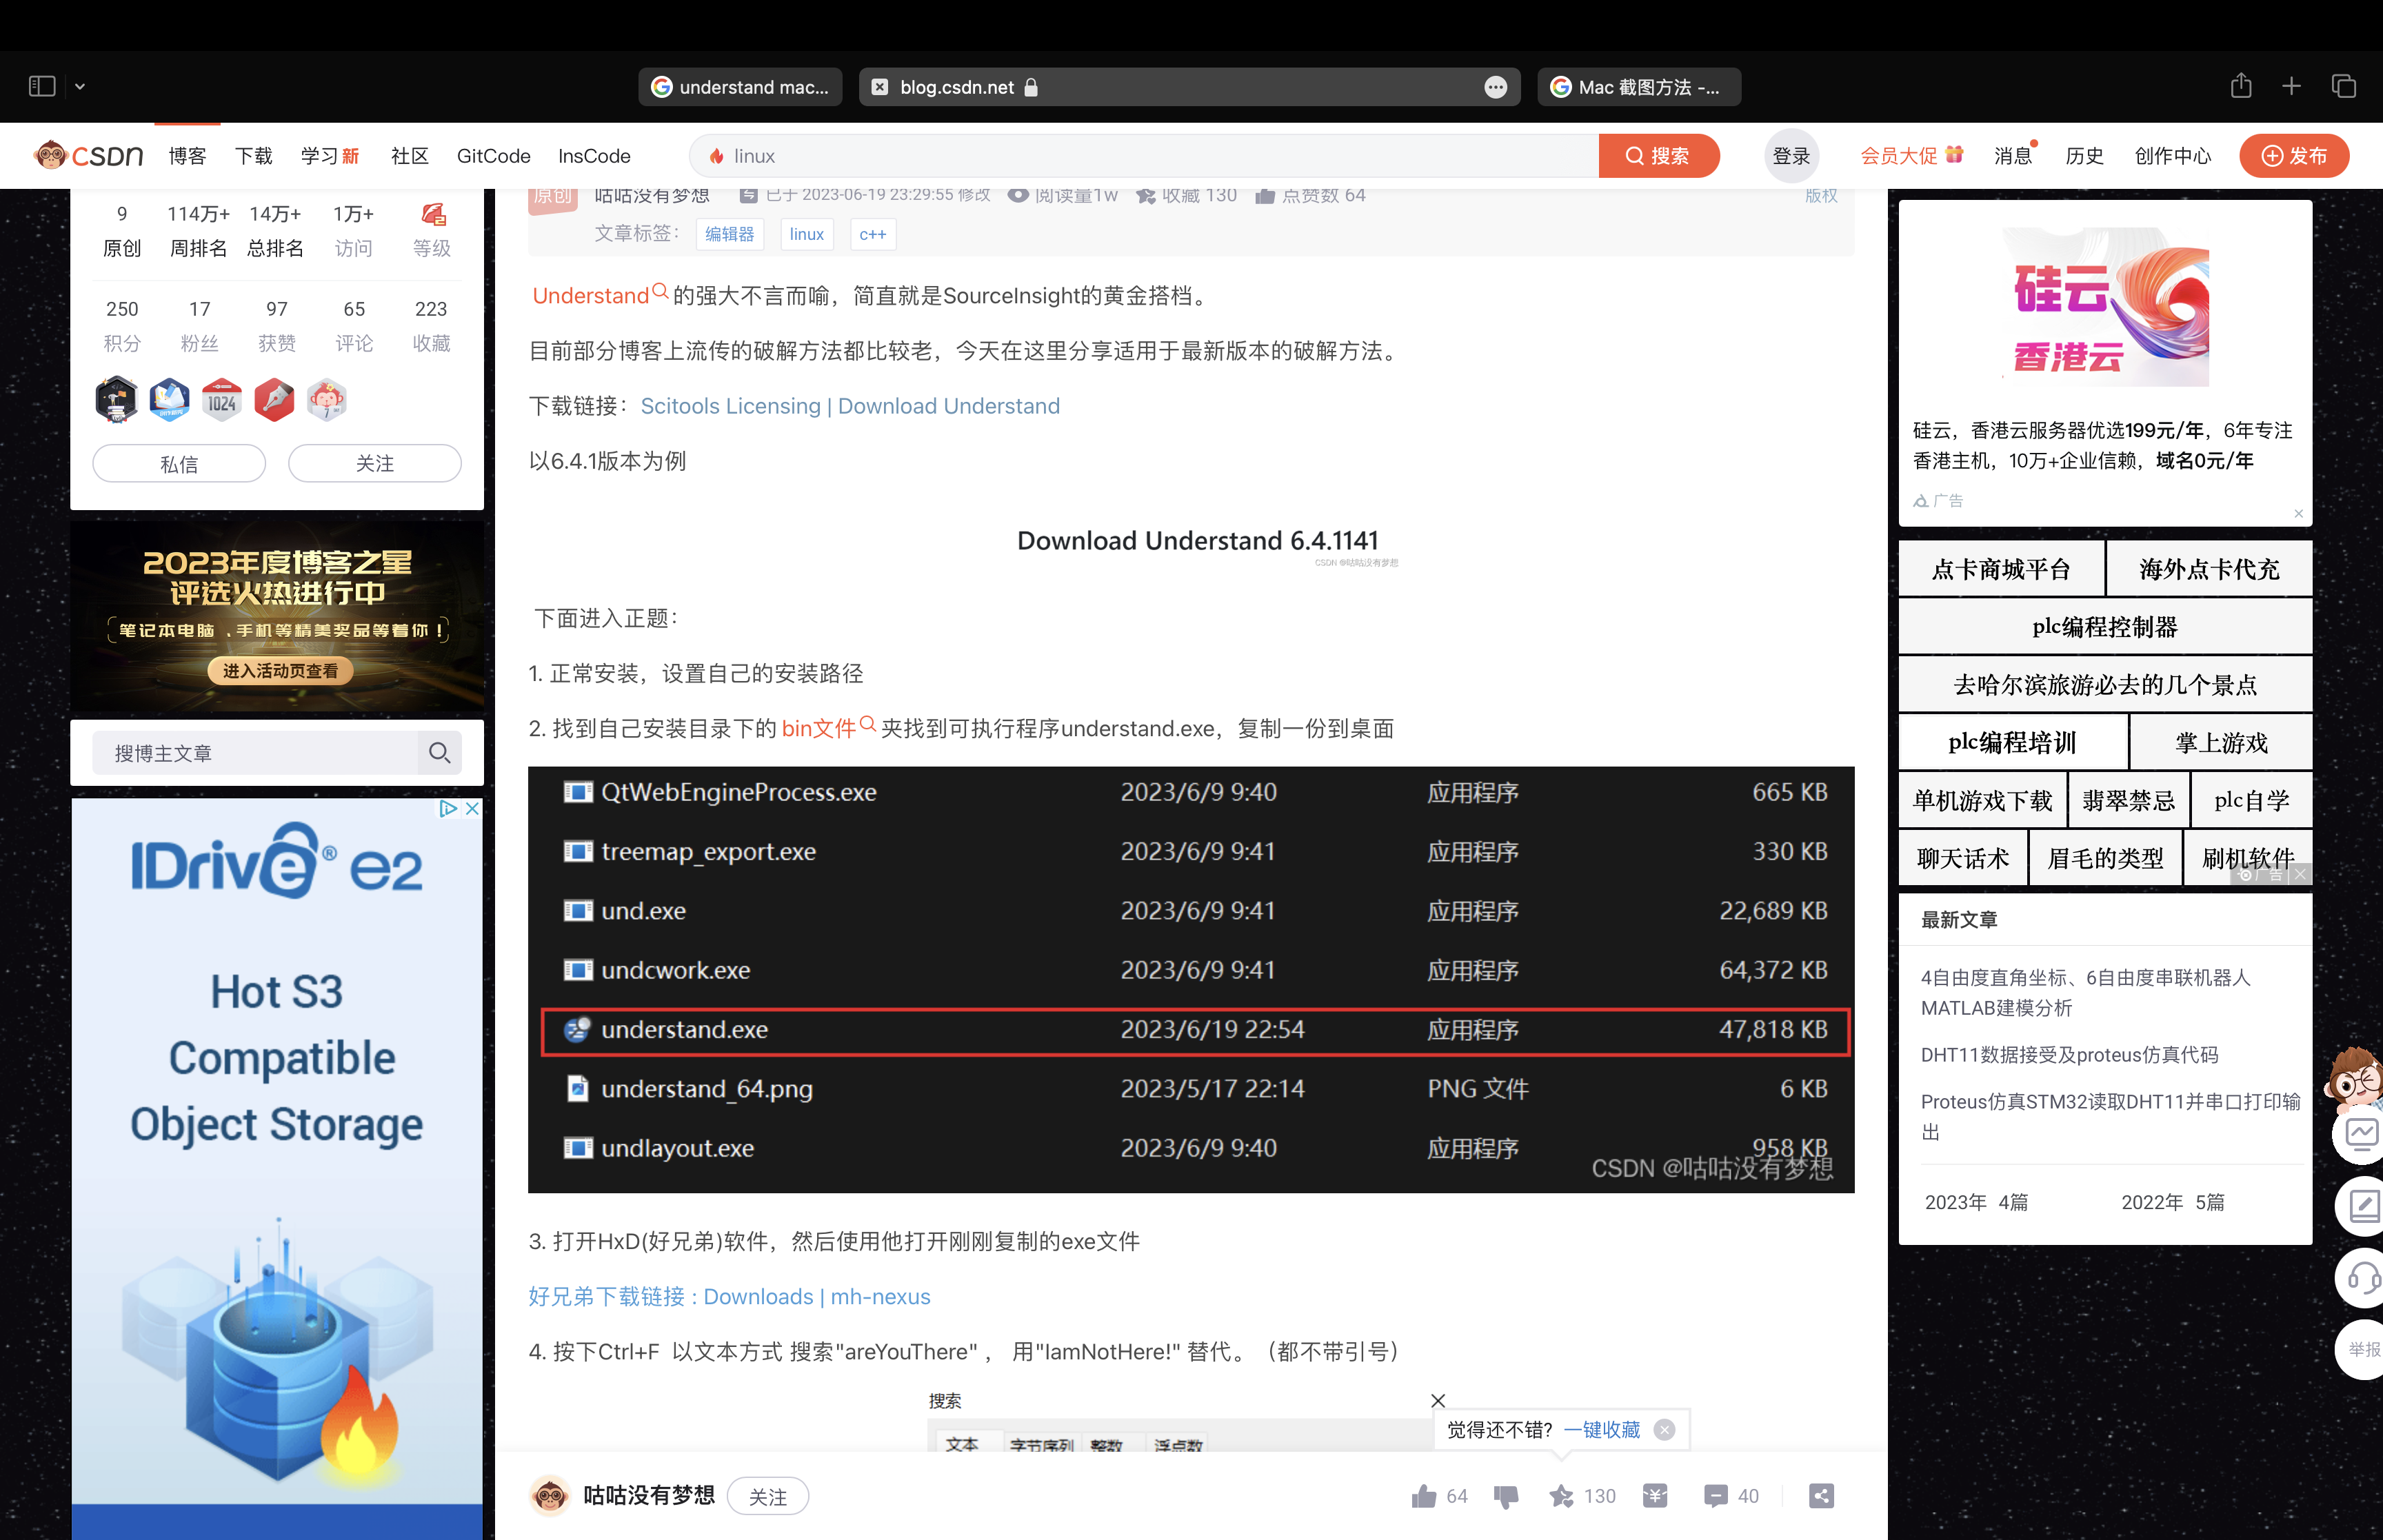 understand mac...
blog.csdn.net
Mac 截图方法 -...
CSDN
博客
下载
学习 新
社区
GitCode
InsCode
linux
搜索
登录
会员大促
消息
历史
创作中心
发布
9 114万+ 14万+ 1万+
原创 周排名 总排名 访问 等级
250 17 97 65 223
积分 粉丝 获赞 评论 收藏
1024
7
私信
关注
2023年度博客之星
评选火热进行中
笔记本电脑、手机等精美奖品等着你!
进入活动页查看
搜博主文章
IDrive® e2
Hot S3
Compatible
Object Storage
原创 咕咕没有梦想 已于 2023-06-19 23:29:55 修改 阅读量1w 收藏 130 点赞数 64 版权
文章标签: 编辑器 linux c++
Understand的强大不言而喻,简直就是SourceInsight的黄金搭档。
目前部分博客上流传的破解方法都比较老,今天在这里分享适用于最新版本的破解方法。
下载链接:Scitools Licensing | Download Understand
以6.4.1版本为例
Download Understand 6.4.1141
CSDN @咕咕没有梦想
下面进入正题:
1. 正常安装,设置自己的安装路径
2. 找到自己安装目录下的 bin文件夹找到可执行程序understand.exe,复制一份到桌面
QtWebEngineProcess.exe 2023/6/9 9:40 应用程序 665 KB
treemap_export.exe 2023/6/9 9:41 应用程序 330 KB
und.exe 2023/6/9 9:41 应用程序 22,689 KB
undcwork.exe 2023/6/9 9:41 应用程序 64,372 KB
understand.exe 2023/6/19 22:54 应用程序 47,818 KB
understand_64.png 2023/5/17 22:14 PNG 文件 6 KB
undlayout.exe 2023/6/9 9:40 应用程序 958 KB
CSDN @咕咕没有梦想
3. 打开HxD(好兄弟)软件,然后使用他打开刚刚复制的exe文件
好兄弟下载链接 : Downloads | mh-nexus
4. 按下Ctrl+F 以文本方式 搜索"areYouThere" , 用"IamNotHere!" 替代。(都不带引号)
搜索
文本 字节序列 整数 浮点数
觉得还不错? 一键收藏
咕咕没有梦想
关注
64
130
40
硅云
香港云
硅云,香港云服务器优选199元/年,6年专注
香港主机,10万+企业信赖,域名0元/年
广告
点卡商城平台 海外点卡代充
plc编程控制器
去哈尔滨旅游必去的几个景点
plc编程培训 掌上游戏
单机游戏下载 翡翠禁忌 plc自学
聊天话术 眉毛的类型 刷机软件
广告
最新文章
4自由度直角坐标、6自由度串联机器人
MATLAB建模分析
DHT11数据接受及proteus仿真代码
Proteus仿真STM32读取DHT11并串口打印输
出
2023年 4篇 2022年 5篇
举报